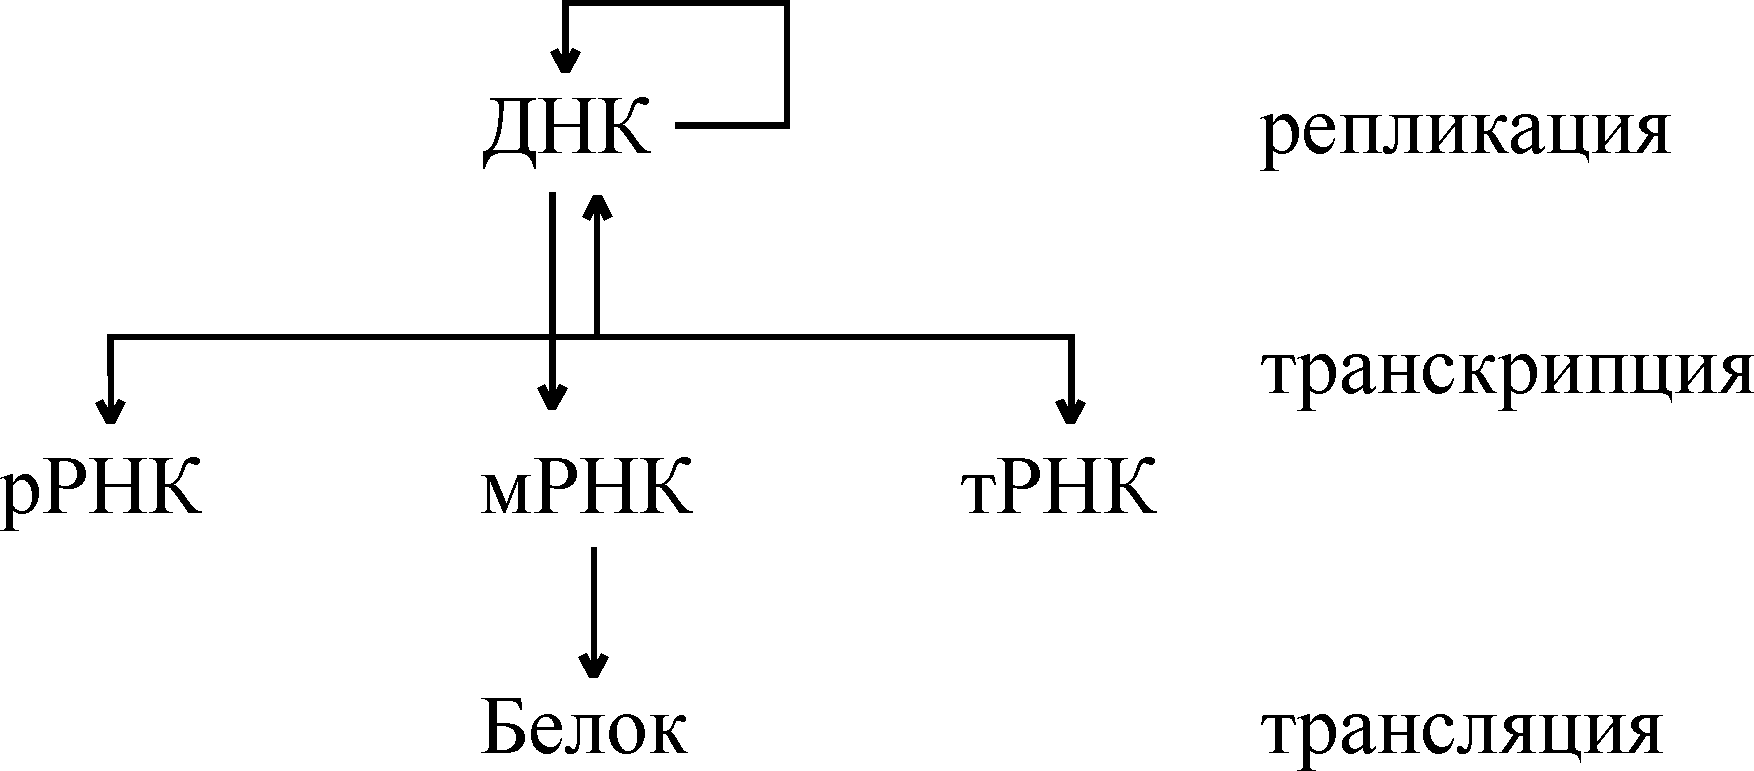 ДНК репликация
транскрипция
рРНК мРНК тРНК
Белок трансляция